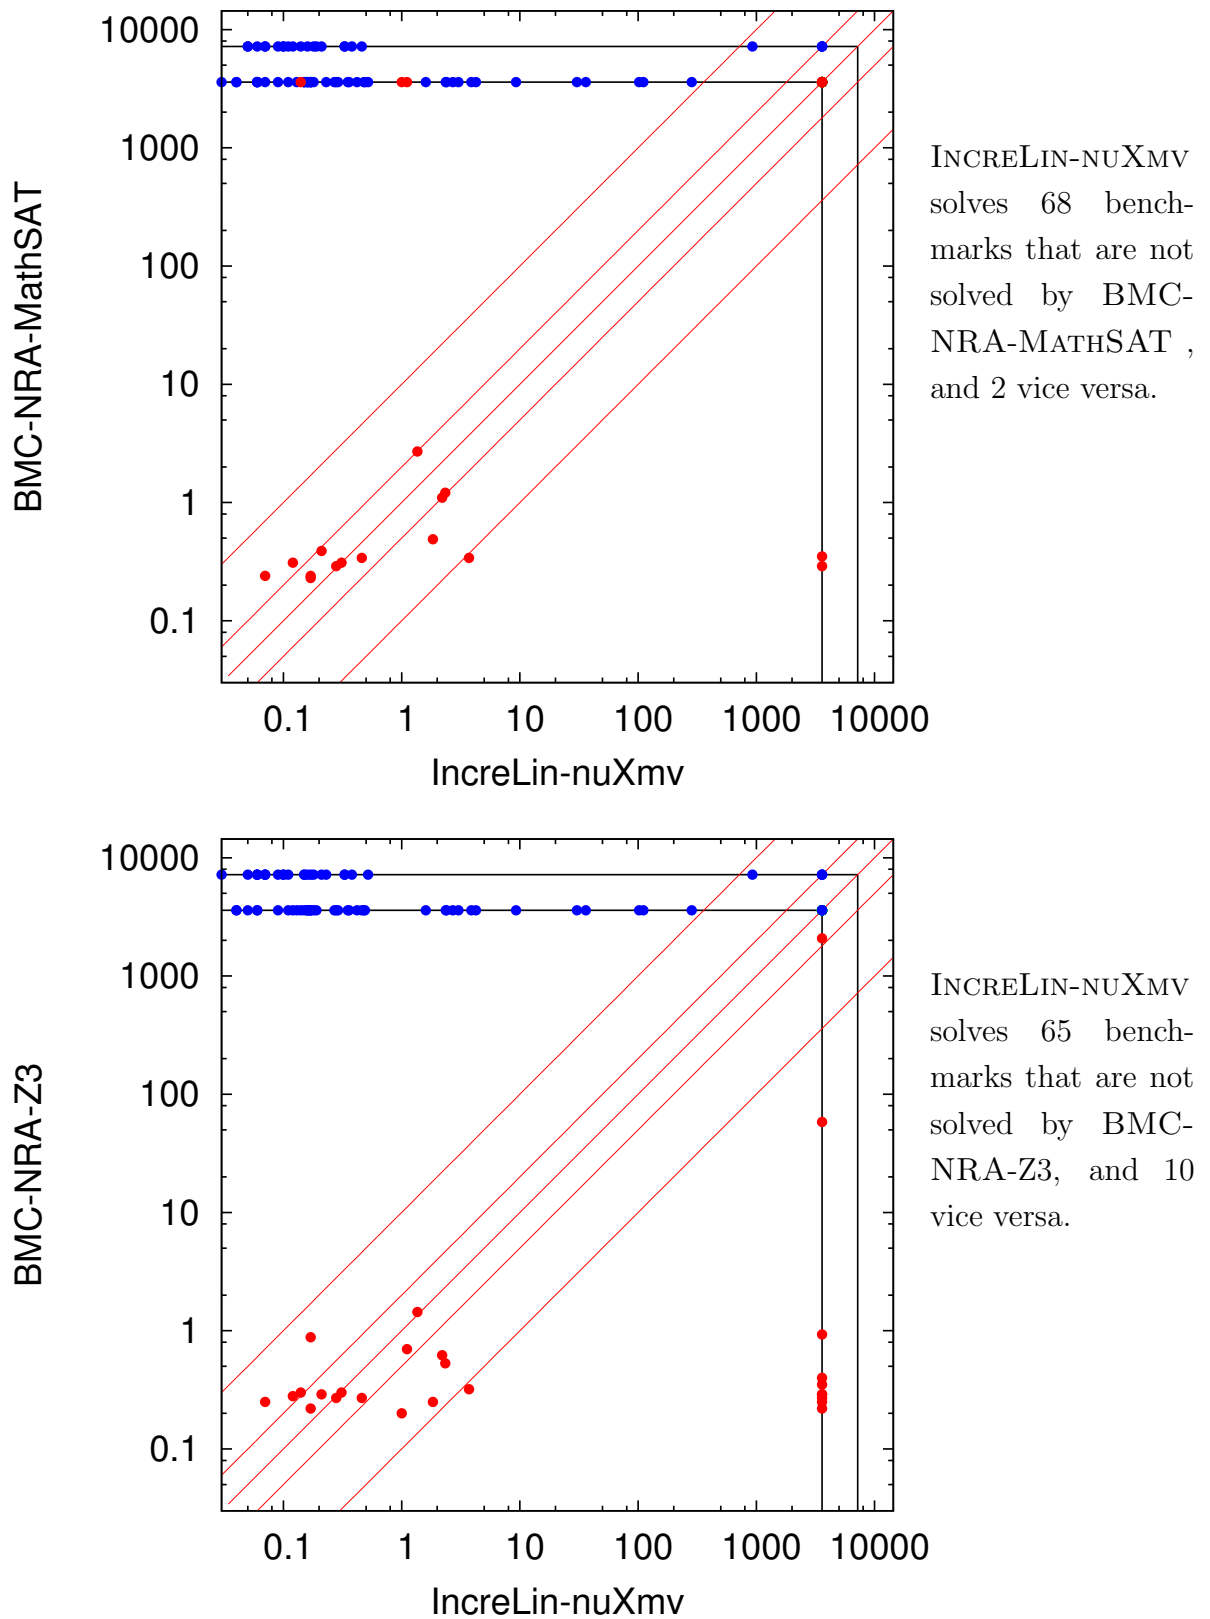 10000
1000
100
10
1
0.1
BMC-NRA-MathSAT
0.1 1 10 100 1000 10000
IncreLin-nuXmv
INCRELIN-NUXMV
solves 68 bench-
marks that are not
solved by BMC-
NRA-MATHSAT ,
and 2 vice versa.
10000
1000
100
10
1
0.1
BMC-NRA-Z3
0.1 1 10 100 1000 10000
IncreLin-nuXmv
INCRELIN-NUXMV
solves 65 bench-
marks that are not
solved by BMC-
NRA-Z3, and 10
vice versa.